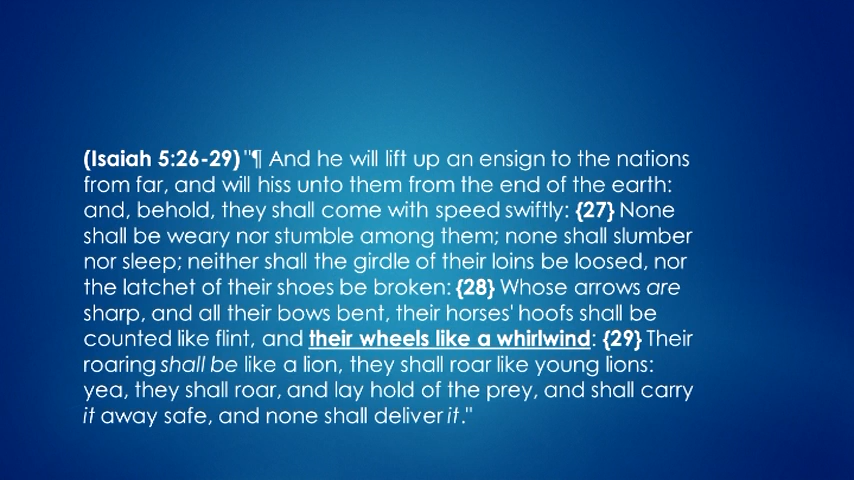 (Isaiah 5:26-29) "¶ And he will lift up an ensign to the nations
from far, and will hiss unto them from the end of the earth:
and, behold, they shall come with speed swiftly: {27} None
shall be weary nor stumble among them; none shall slumber
nor sleep; neither shall the girdle of their loins be loosed, nor
the latchet of their shoes be broken: {28} Whose arrows are
sharp, and all their bows bent, their horses' hoofs shall be
counted like flint, and their wheels like a whirlwind: {29} Their
roaring shall be like a lion, they shall roar like young lions:
yea, they shall roar, and lay hold of the prey, and shall carry
it away safe, and none shall deliver it."